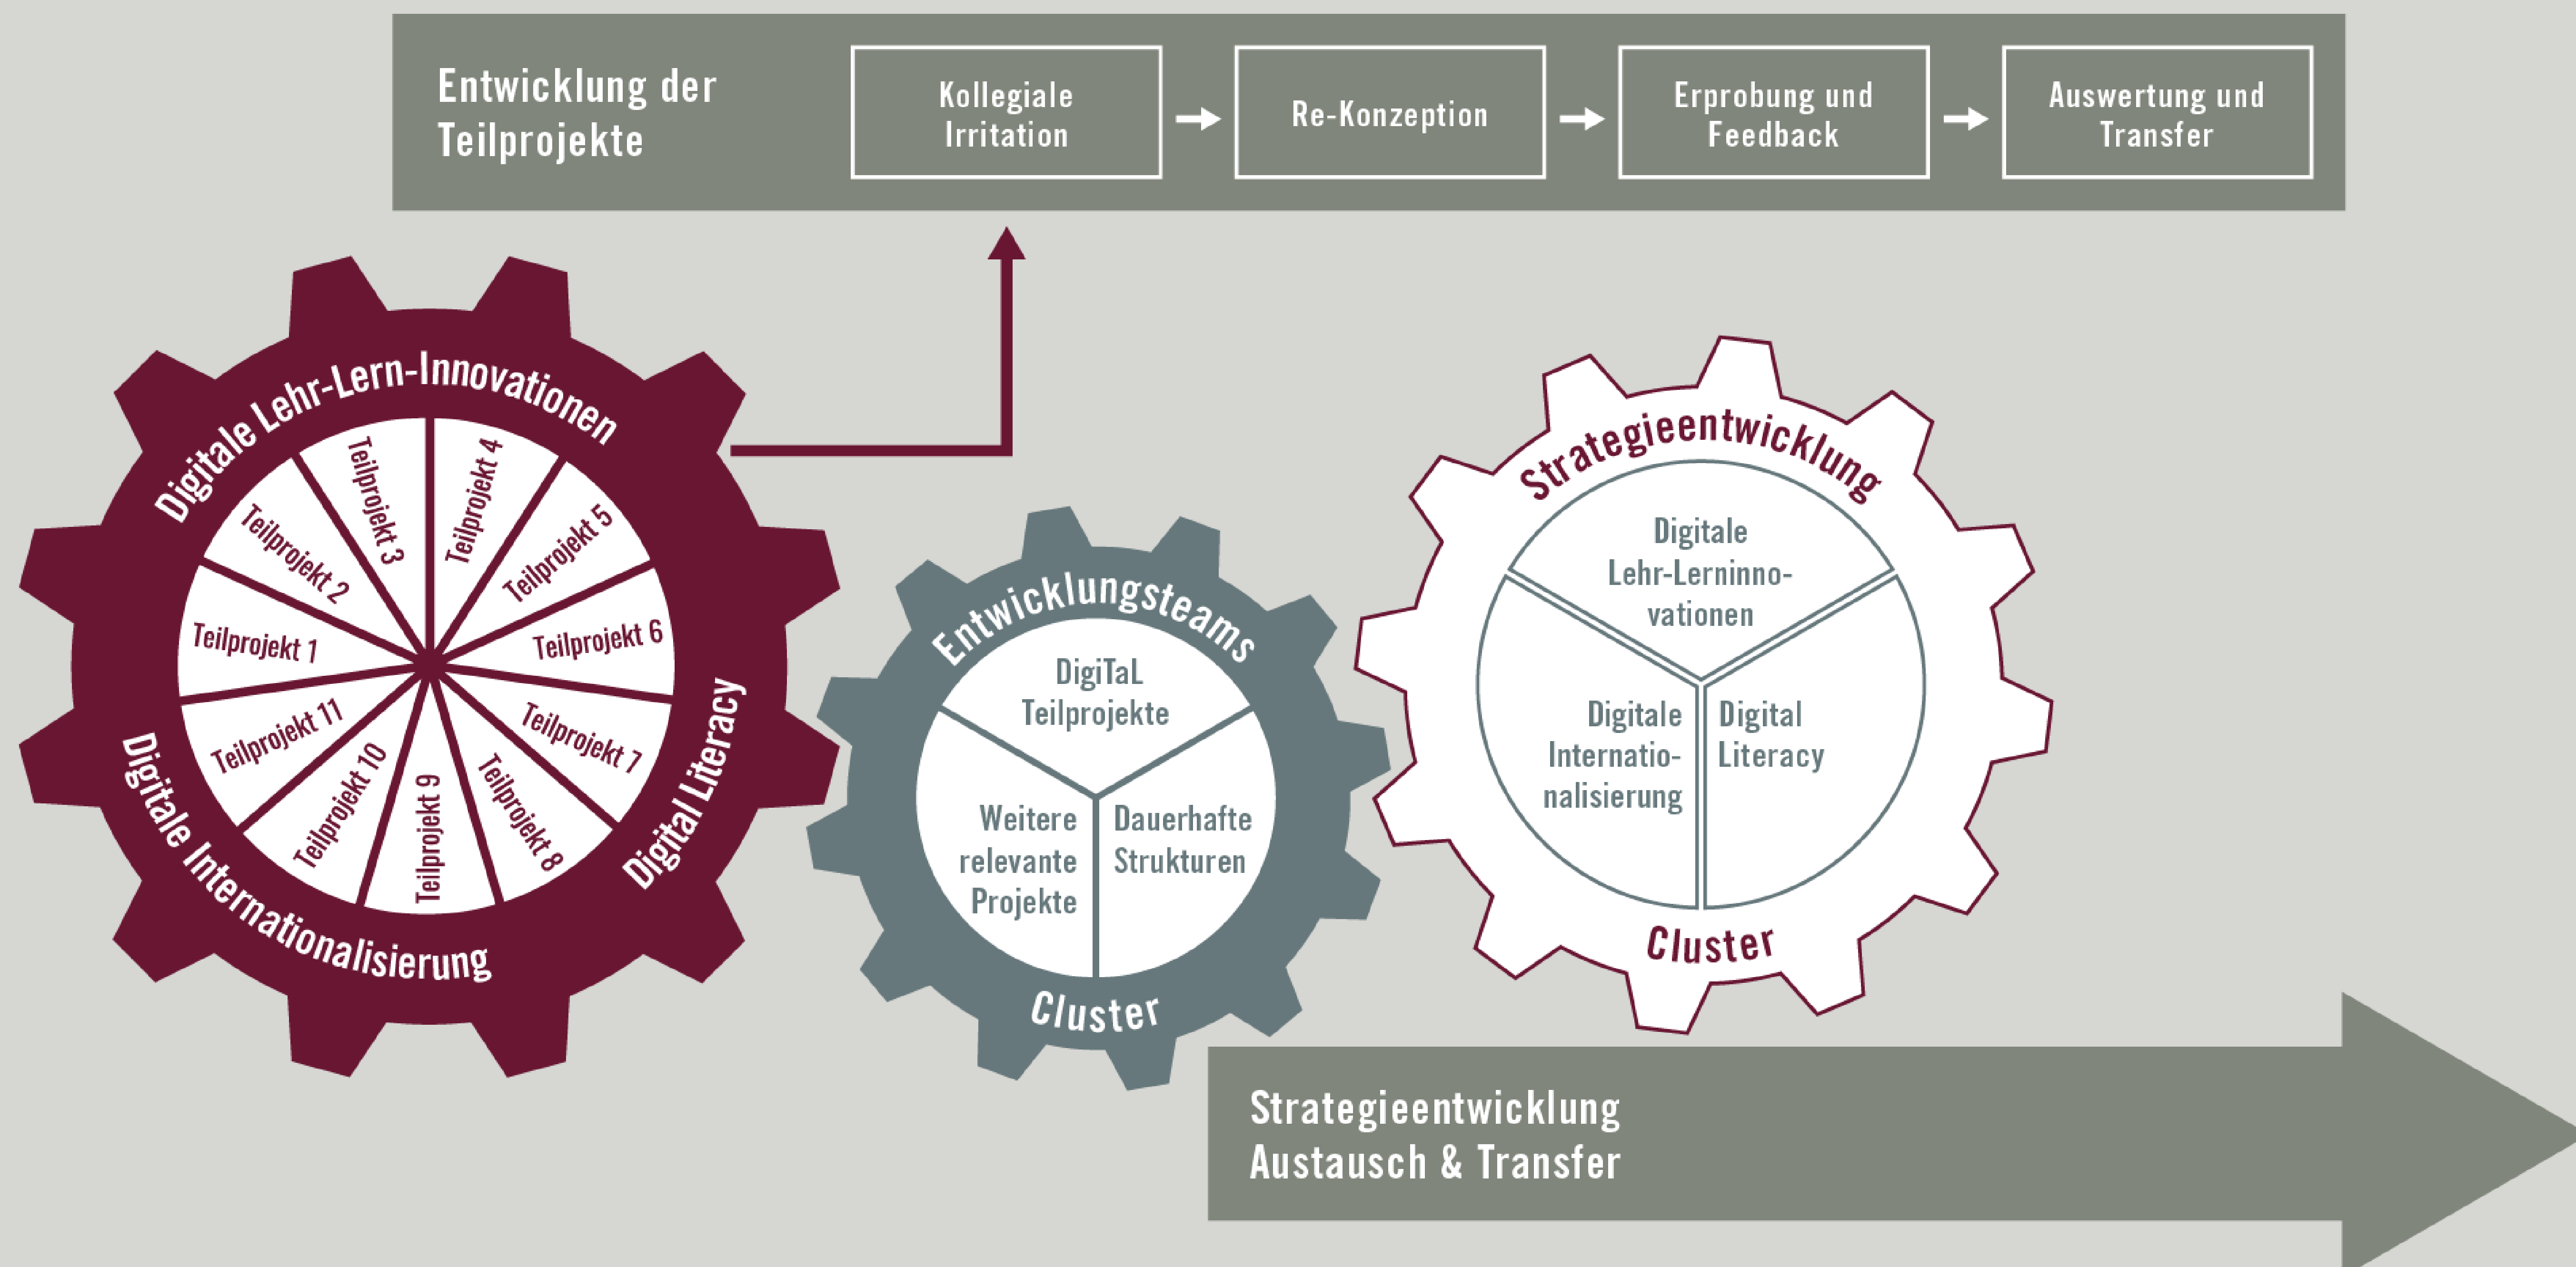 Entwicklung der
Teilprojekte
Kollegiale
Irritation
Re-Konzeption
Erprobung und
Feedback
Auswertung und
Transfer
Digitale Lehr-Lern-Innovationen
Teilprojekt 1
Teilprojekt 2
Teilprojekt 3
Teilprojekt 4
Teilprojekt 5
Teilprojekt 6
Teilprojekt 7
Teilprojekt 8
Teilprojekt 9
Teilprojekt 10
Teilprojekt 11
Digital Literacy
Digitale Internationalisierung
Entwicklungsteams
DigiTaL
Teilprojekte
Weitere
relevante
Projekte
Dauerhafte
Strukturen
Cluster
Strategieentwicklung
Digitale
Lehr-Lerninno-
vationen
Digitale
Internatio-
nalisierung
Digital
Literacy
Cluster
Strategieentwicklung
Austausch & Transfer